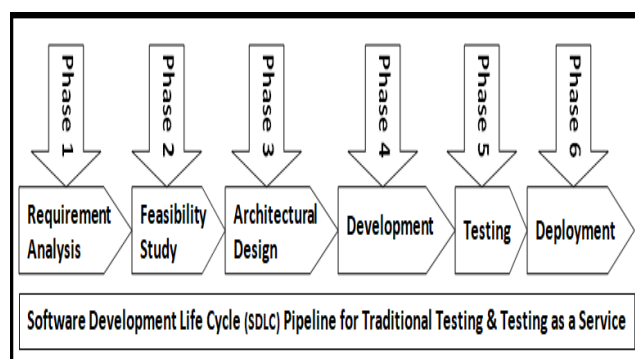 Phase 1
Phase 2
Phase 3
Phase 4
Phase 5
Phase 6
Requirement
Analysis
Feasibility
Study
Architectural
Design
Development
Testing
Deployment
Software Development Life Cycle (SDLC) Pipeline for Traditional Testing & Testing as a Service